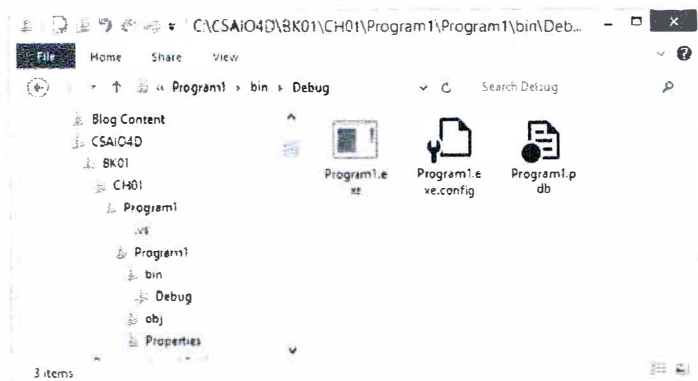 C:\CSAiO4D\BK01\CH01\Program1\Program1\bin\Deb...
File Home Share View
« Program1 › bin › Debug
Search Debug
Blog Content
CSAiO4D
BK01
CH01
Program1
.vs
Program1
bin
Debug
obj
Properties
Program1.e
xe
Program1.e
xe.config
Program1.p
db
3 items